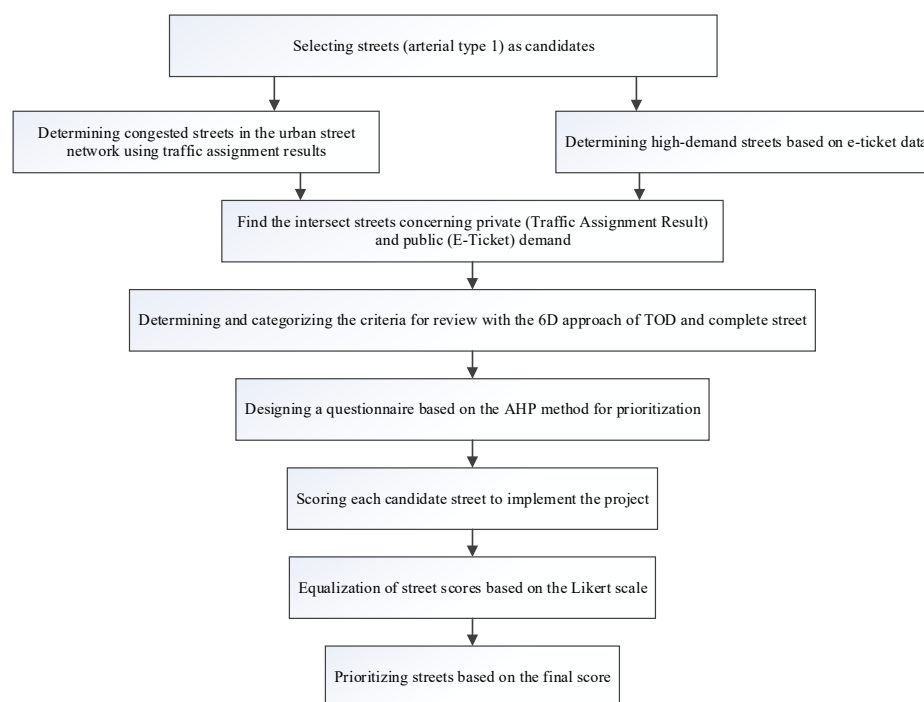 Selecting streets (arterial type 1) as candidates
Determining congested streets in the urban street
network using traffic assignment results
Determining high-demand streets based on e-ticket data
Find the intersect streets concerning private (Traffic Assignment Result)
and public (E-Ticket) demand
Determining and categorizing the criteria for review with the 6D approach of TOD and complete street
Designing a questionnaire based on the AHP method for prioritization
Scoring each candidate street to implement the project
Equalization of street scores based on the Likert scale
Prioritizing streets based on the final score